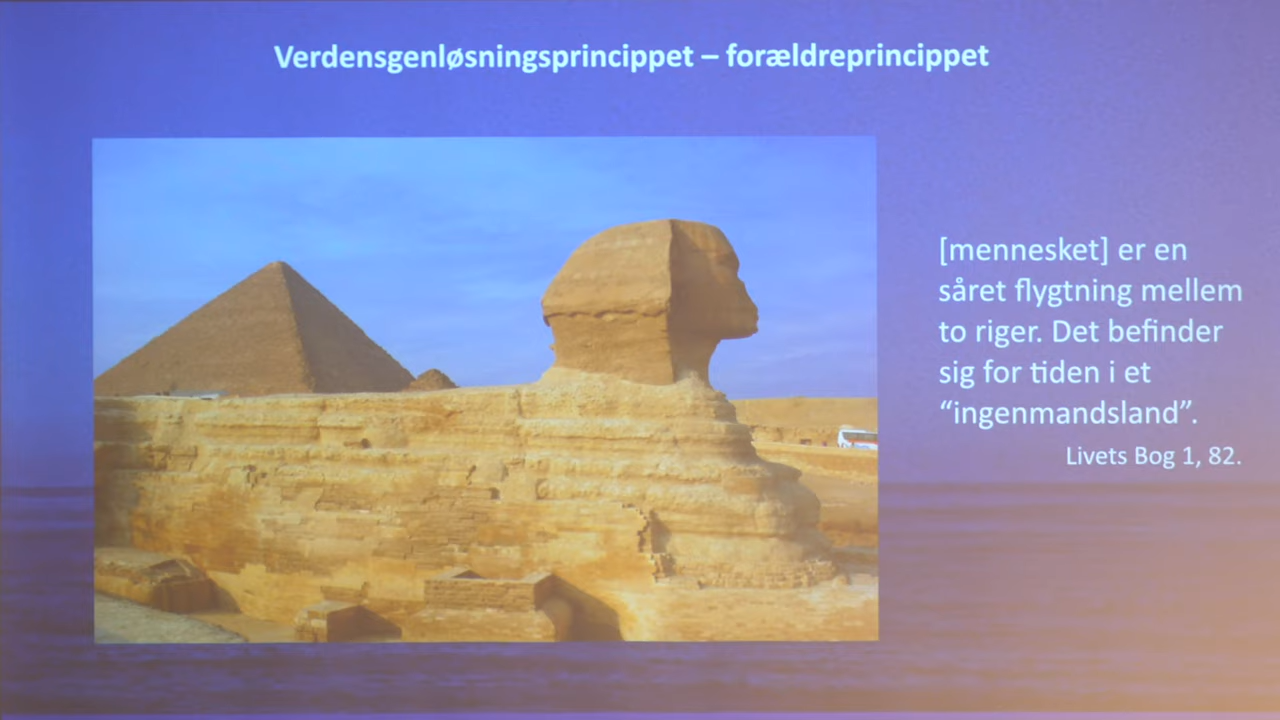 Verdensgenløsningsprincippet – forældreprincippet
[mennesket] er en
såret flygtning mellem
to riger. Det befinder
sig for tiden i et
“ingenmandsland”.
Livets Bog 1, 82.